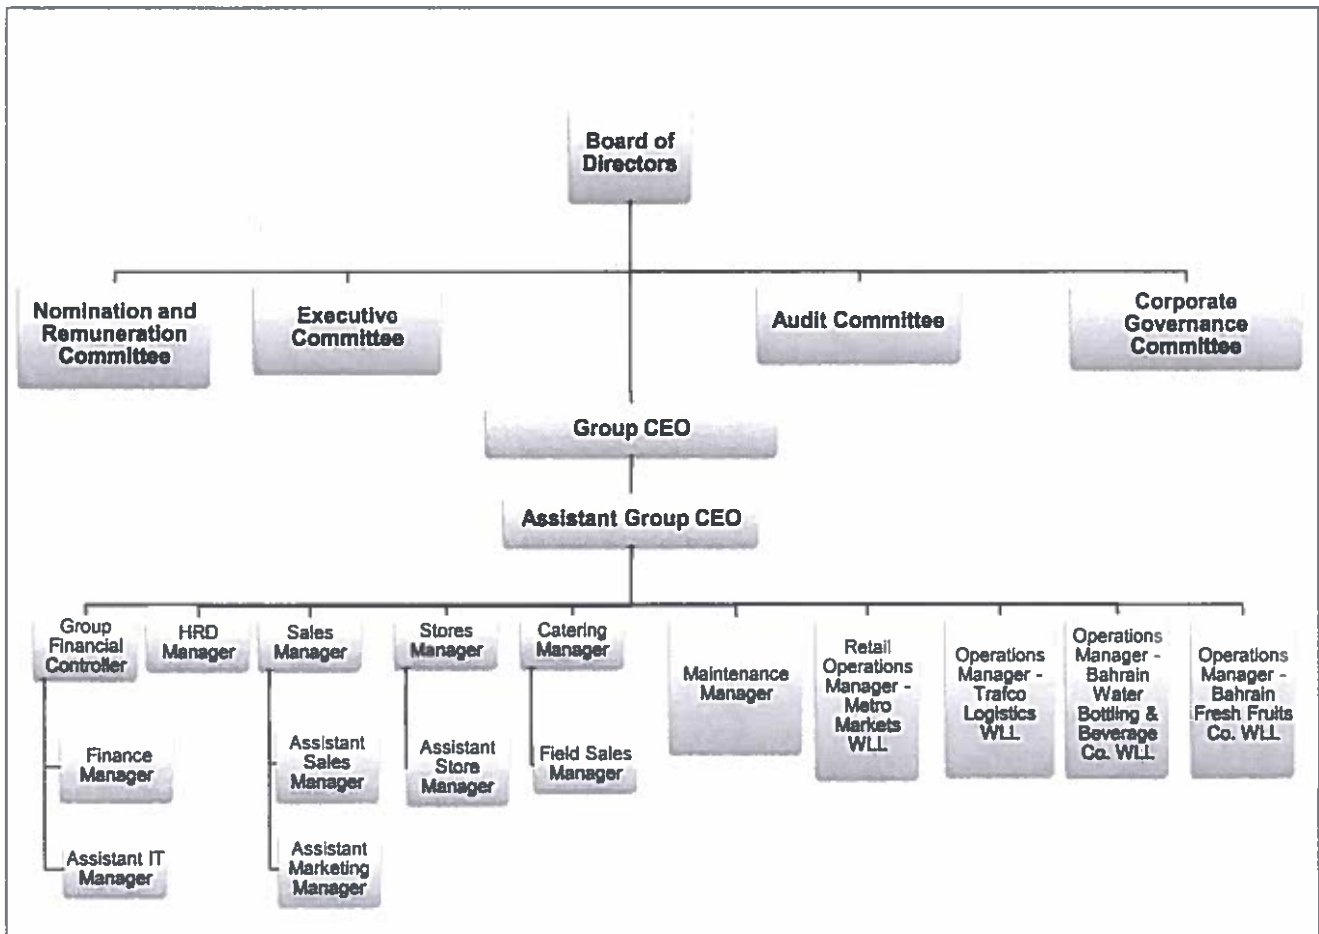 Board of
Directors
Nomination and
Remuneration
Committee
Executive
Committee
Audit Committee
Corporate
Governance
Committee
Group CEO
Assistant Group CEO
Group
Financial
Controller
HRD
Manager
Sales
Manager
Stores
Manager
Catering
Manager
Maintenance
Manager
Retail
Operations
Manager -
Metro
Markets
WLL
Operations
Manager -
Trafco
Logistics
WLL
Operations
Manager -
Bahrain
Water
Bottling &
Beverage
Co. WLL
Operations
Manager -
Bahrain
Fresh Fruits
Co. WLL
Finance
Manager
Assistant
Sales
Manager
Assistant
Store
Manager
Field Sales
Manager
Assistant IT
Manager
Assistant
Marketing
Manager